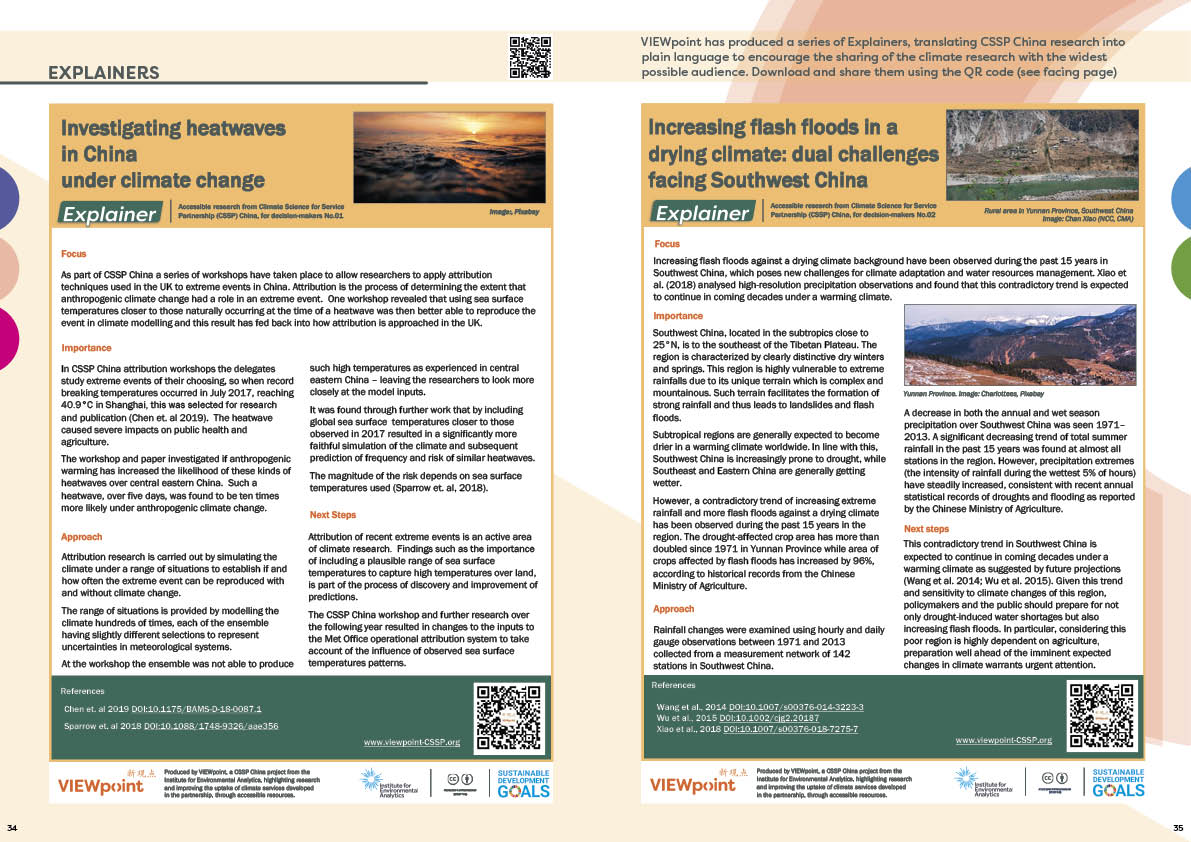 EXPLAINERS
Investigating heatwaves
in China
under climate change
Explainer
Accessible research from Climate Science for Service
Partnership (CSSP) China, for decision-makers No.01
Image:, Pixabay
Focus
As part of CSSP China a series of workshops have taken place to allow researchers to apply attribution
techniques used in the UK to extreme events in China. Attribution is the process of determining the extent that
anthropogenic climate change had a role in an extreme event.  One workshop revealed that using sea surface
temperatures closer to those naturally occurring at the time of a heatwave was then better able to reproduce the
event in climate modelling and this result has fed back into how attribution is approached in the UK.
Importance
In CSSP China attribution workshops the delegates
study extreme events of their choosing, so when record
breaking temperatures occurred in July 2017, reaching
40.9°C in Shanghai, this was selected for research
and publication (Chen et. al 2019).  The heatwave
caused severe impacts on public health and
agriculture.
The workshop and paper investigated if anthropogenic
warming has increased the likelihood of these kinds of
heatwaves over central eastern China.  Such a
heatwave, over five days, was found to be ten times
more likely under anthropogenic climate change.
Approach
Attribution research is carried out by simulating the
climate under a range of situations to establish if and
how often the extreme event can be reproduced with
and without climate change.
The range of situations is provided by modelling the
climate hundreds of times, each of the ensemble
having slightly different selections to represent
uncertainties in meteorological systems.
At the workshop the ensemble was not able to produce
such high temperatures as experienced in central
eastern China – leaving the researchers to look more
closely at the model inputs.
It was found through further work that by including
global sea surface  temperatures closer to those
observed in 2017 resulted in a significantly more
faithful simulation of the climate and subsequent
prediction of frequency and risk of similar heatwaves.
The magnitude of the risk depends on sea surface
temperatures used (Sparrow et. al, 2018).
Next Steps
Attribution of recent extreme events is an active area
of climate research.  Findings such as the importance
of including a plausible range of sea surface
temperatures to capture high temperatures over land,
is part of the process of discovery and improvement of
predictions.
The CSSP China workshop and further research over
the following year resulted in changes to the inputs to
the Met Office operational attribution system to take
account of the influence of observed sea surface
temperatures patterns.
References
Chen et. al 2019 DOI:10.1175/BAMS-D-18-0087.1
Sparrow et. al 2018 DOI:10.1088/1748-9326/aae356
www.viewpoint-CSSP.org
新观点
VIEWpoint
Produced by VIEWpoint, a CSSP China project from the
Institute for Environmental Analytics, highlighting research
and improving the uptake of climate services developed
in the partnership, through accessible resources.
Institute for
Environmental
Analytics
SUSTAINABLE
DEVELOPMENT
GOALS
34
VIEWpoint has produced a series of Explainers, translating CSSP China research into
plain language to encourage the sharing of the climate research with the widest
possible audience. Download and share them using the QR code (see facing page)
Increasing flash floods in a
drying climate: dual challenges
facing Southwest China
Explainer
Accessible research from Climate Science for Service
Partnership (CSSP) China, for decision-makers No.02
Rural area in Yunnan Province, Southwest China
Image: Chan Xiao (NCC, CMA)
Focus
Increasing flash floods against a drying climate background have been observed during the past 15 years in
Southwest China, which poses new challenges for climate adaptation and water resources management. Xiao et
al. (2018) analysed high-resolution precipitation observations and found that this contradictory trend is expected
to continue in coming decades under a warming climate.
Importance
Southwest China, located in the subtropics close to
25°N, is to the southeast of the Tibetan Plateau. The
region is characterized by clearly distinctive dry winters
and springs. This region is highly vulnerable to extreme
rainfalls due to its unique terrain which is complex and
mountainous. Such terrain facilitates the formation of
strong rainfall and thus leads to landslides and flash
floods.
Subtropical regions are generally expected to become
drier in a warming climate worldwide. In line with this,
Southwest China is increasingly prone to drought, while
Southeast and Eastern China are generally getting
wetter.
However, a contradictory trend of increasing extreme
rainfall and more flash floods against a drying climate
has been observed during the past 15 years in the
region. The drought-affected crop area has more than
doubled since 1971 in Yunnan Province while area of
crops affected by flash floods has increased by 96%,
according to historical records from the Chinese
Ministry of Agriculture.
Approach
Rainfall changes were examined using hourly and daily
gauge observations between 1971 and 2013
collected from a measurement network of 142
stations in Southwest China.
Yunnan Province. Image: Charlottees, Pixabay
A decrease in both the annual and wet season
precipitation over Southwest China was seen 1971–
2013. A significant decreasing trend of total summer
rainfall in the past 15 years was found at almost all
stations in the region. However, precipitation extremes
(the intensity of rainfall during the wettest 5% of hours)
have steadily increased, consistent with recent annual
statistical records of droughts and flooding as reported
by the Chinese Ministry of Agriculture.
Next steps
This contradictory trend in Southwest China is
expected to continue in coming decades under a
warming climate as suggested by future projections
(Wang et al. 2014; Wu et al. 2015). Given this trend
and sensitivity to climate changes of this region,
policymakers and the public should prepare for not
only drought-induced water shortages but also
increasing flash floods. In particular, considering this
poor region is highly dependent on agriculture,
preparation well ahead of the imminent expected
changes in climate warrants urgent attention.
References
Wang et al., 2014 DOI:10.1007/s00376-014-3223-3
Wu et al., 2015 DOI:10.1002/cjg2.20187
Xiao et al., 2018 DOI:10.1007/s00376-018-7275-7
www.viewpoint-CSSP.org
新观点
VIEWpoint
Produced by VIEWpoint, a CSSP China project from the
Institute for Environmental Analytics, highlighting research
and improving the uptake of climate services developed
in the partnership, through accessible resources.
Institute for
Environmental
Analytics
SUSTAINABLE
DEVELOPMENT
GOALS
35